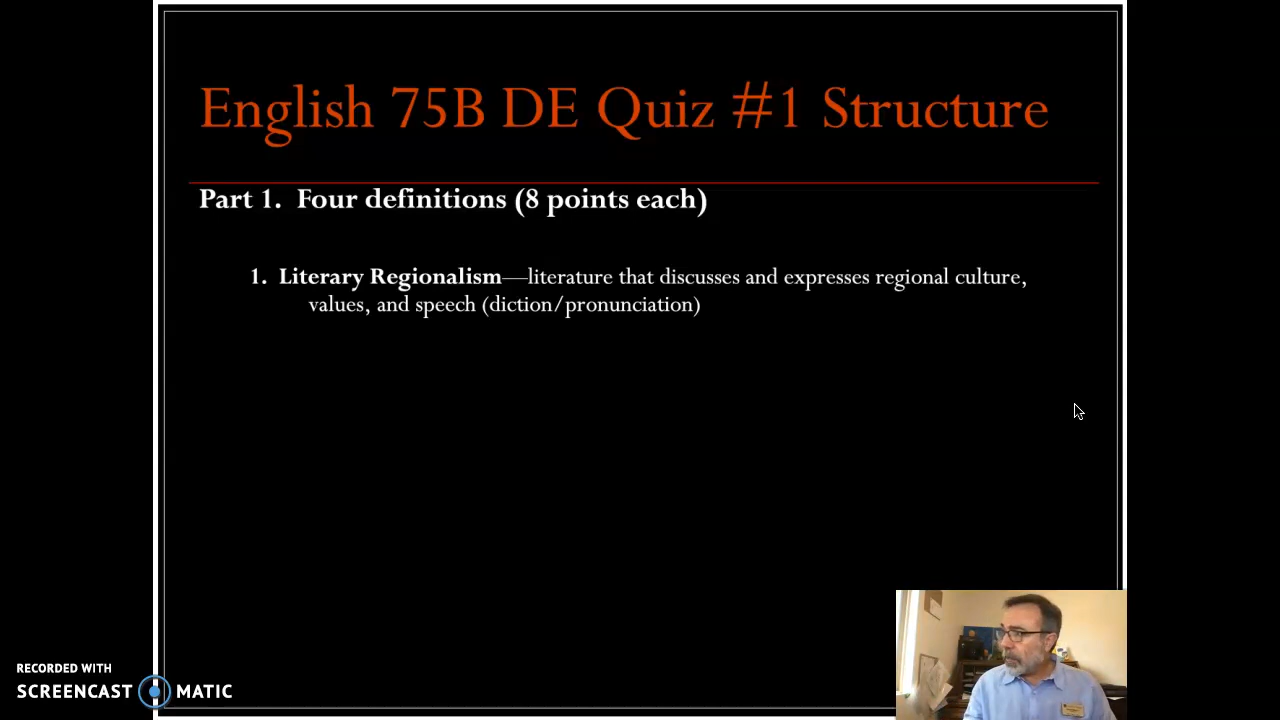 English 75B DE Quiz #1 Structure
Part 1. Four definitions (8 points each)
1. Literary Regionalism—literature that discusses and expresses regional culture,
values, and speech (diction/pronunciation)
RECORDED WITH
SCREENCAST MATIC